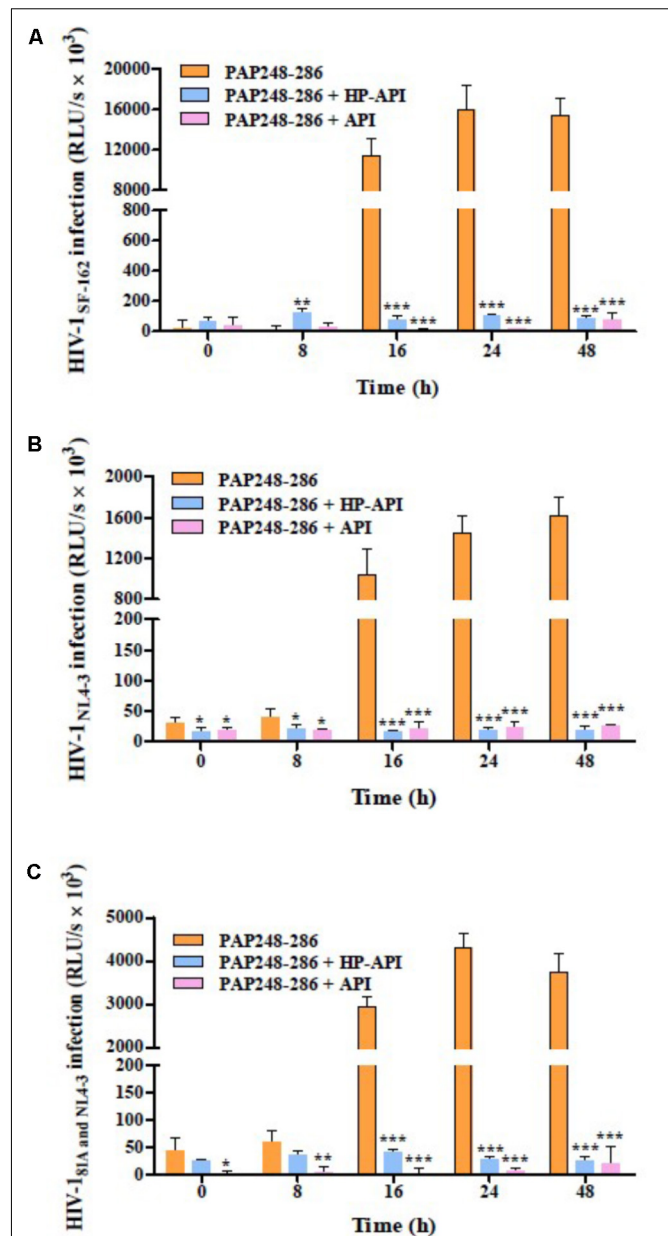 A
HIV-1SF-162 infection (RLU/s × 10³)
20000
16000
12000
8000
800
600
400
200
0
PAP248-286
PAP248-286 + HP-API
PAP248-286 + API
** *** *** *** *** *** ***
0 8 16 24 48
Time (h)
B
HIV-1NL4-3 infection (RLU/s × 10³)
2000
1600
1200
800
200
150
100
50
0
PAP248-286
PAP248-286 + HP-API
PAP248-286 + API
* * * * *** *** *** *** *** ***
0 8 16 24 48
Time (h)
C
HIV-181A and NL4-3 infection (RLU/s × 10³)
5000
4000
3000
2000
200
150
100
50
0
PAP248-286
PAP248-286 + HP-API
PAP248-286 + API
* ** *** *** *** *** *** ***
0 8 16 24 48
Time (h)